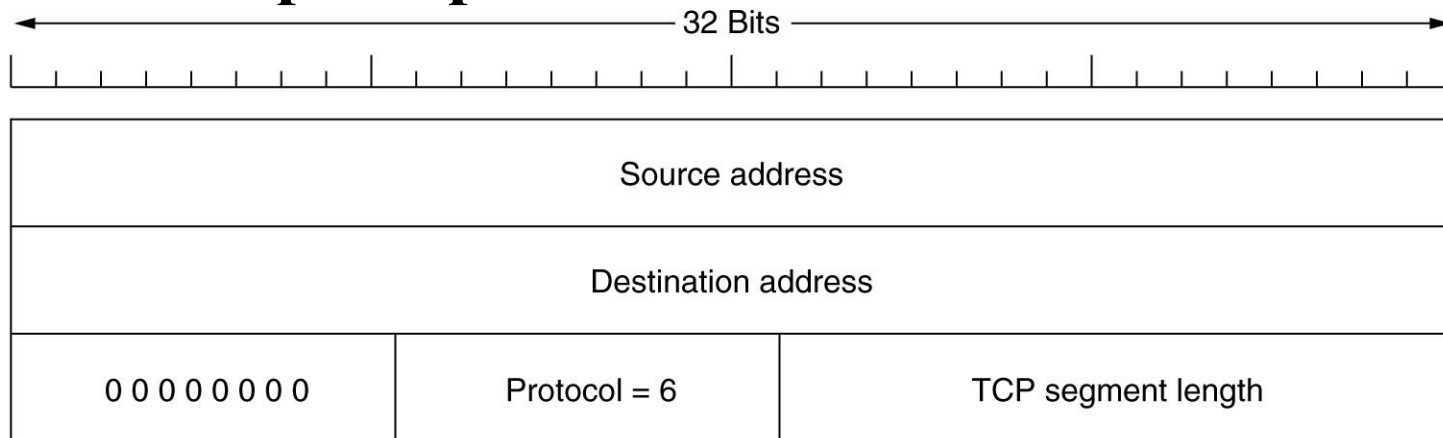 32 Bits
Source address
Destination address
0 0 0 0 0 0 0 0 Protocol = 6 TCP segment length